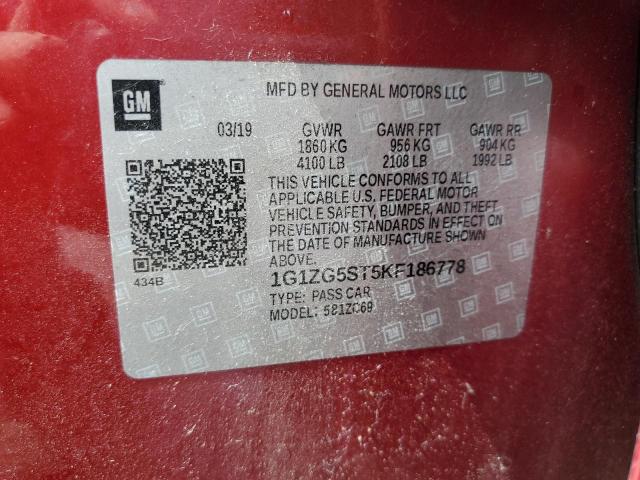 GM
MFD BY GENERAL MOTORS LLC
03/19 GVWR GAWR FRT GAWR RR
1860 KG 956 KG 904 KG
4100 LB 2108 LB 1992 LB
THIS VEHICLE CONFORMS TO ALL
APPLICABLE U.S. FEDERAL MOTOR
VEHICLE SAFETY, BUMPER, AND THEFT
PREVENTION STANDARDS IN EFFECT ON
THE DATE OF MANUFACTURE SHOWN
ABOVE.
434B
1G1ZG5ST5KF186778
TYPE: PASS CAR
MODEL: 581ZC69